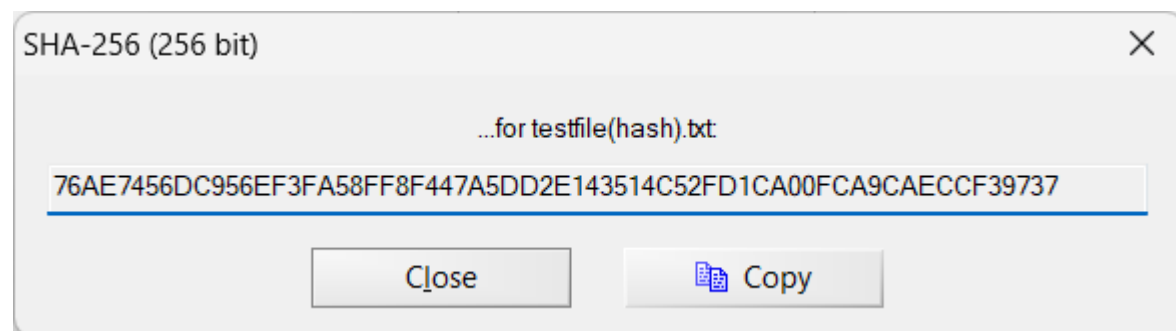 SHA-256 (256 bit)
...for testfile(hash).txt:
76AE7456DC956EF3FA58FF8F447A5DD2E143514C52FD1CA00FCA9CAECCF39737
Close
Copy